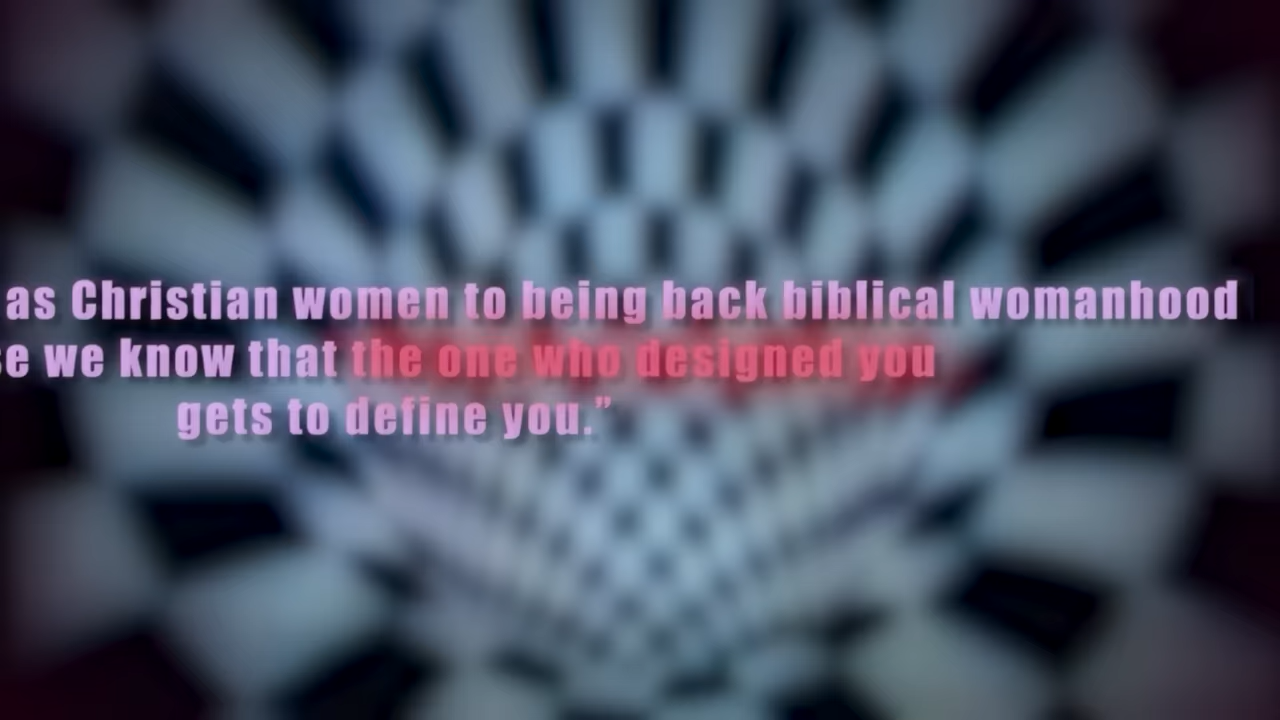 as Christian women to being back biblical womanhood
we know that the one who designed you
gets to define you.”